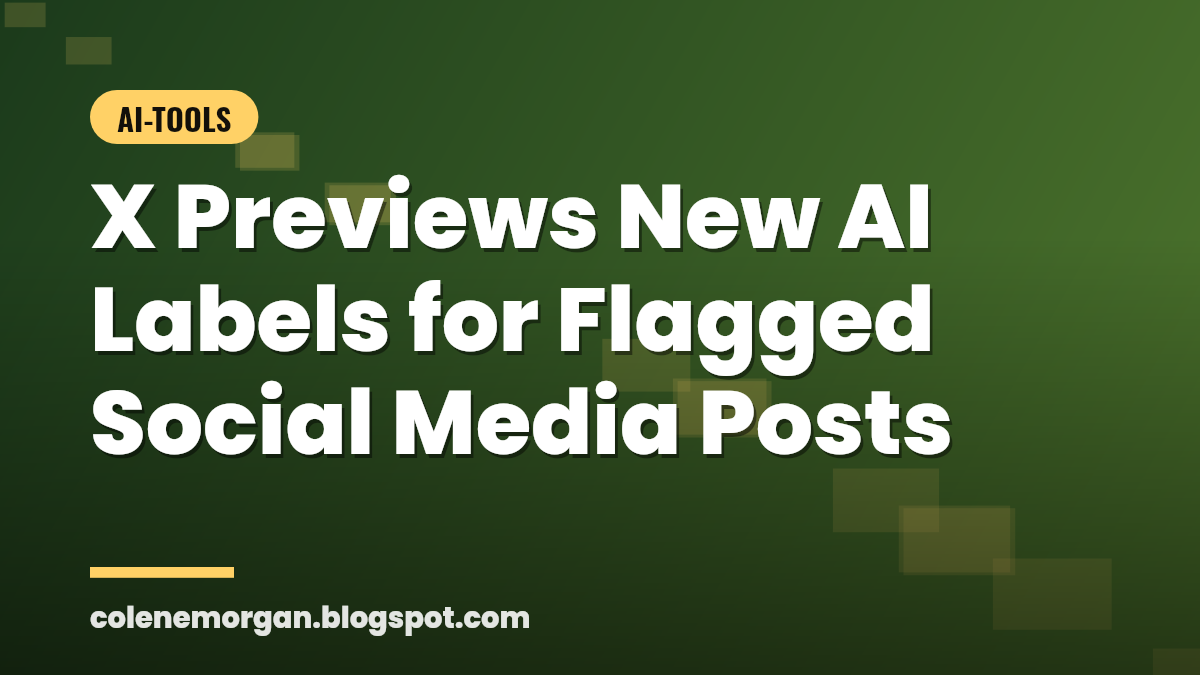 AI-TOOLS
X Previews New AI
Labels for Flagged
Social Media Posts
colenemorgan.blogspot.com